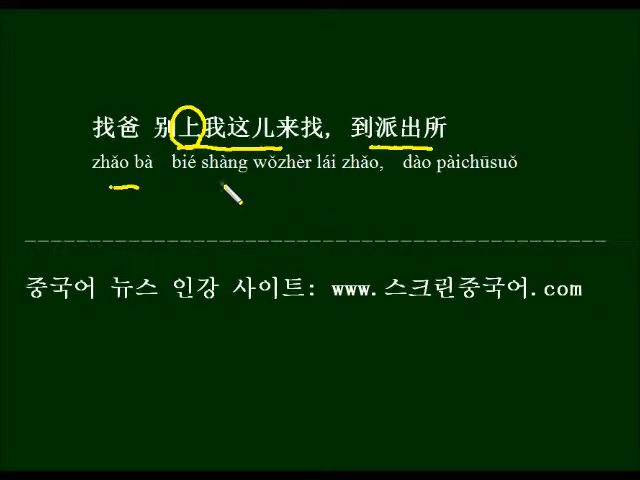 找爸 别上我这儿来找, 到派出所
zhǎo bà bié shàng wǒzhèr lái zhǎo, dào pàichūsuǒ
중국어 뉴스 인강 사이트: www.스크린중국어.com